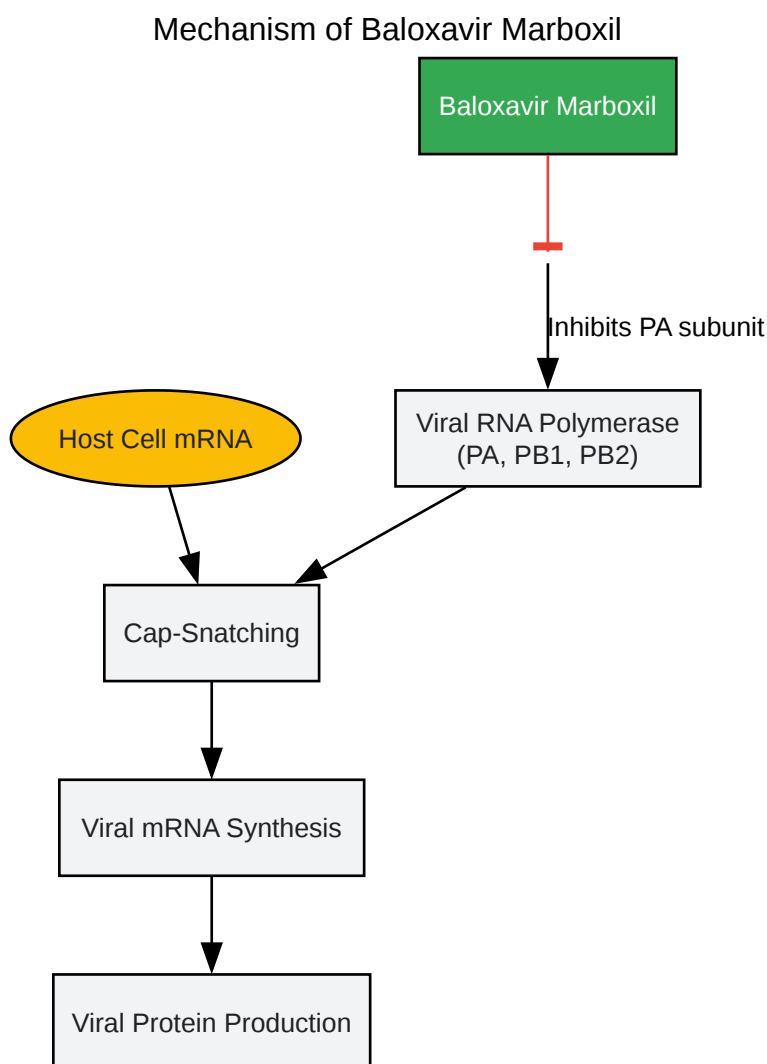 Mechanism of Baloxavir Marboxil
Baloxavir Marboxil
Inhibits PA subunit
Host Cell mRNA
Viral RNA Polymerase
(PA, PB1, PB2)
Cap-Snatching
Viral mRNA Synthesis
Viral Protein Production